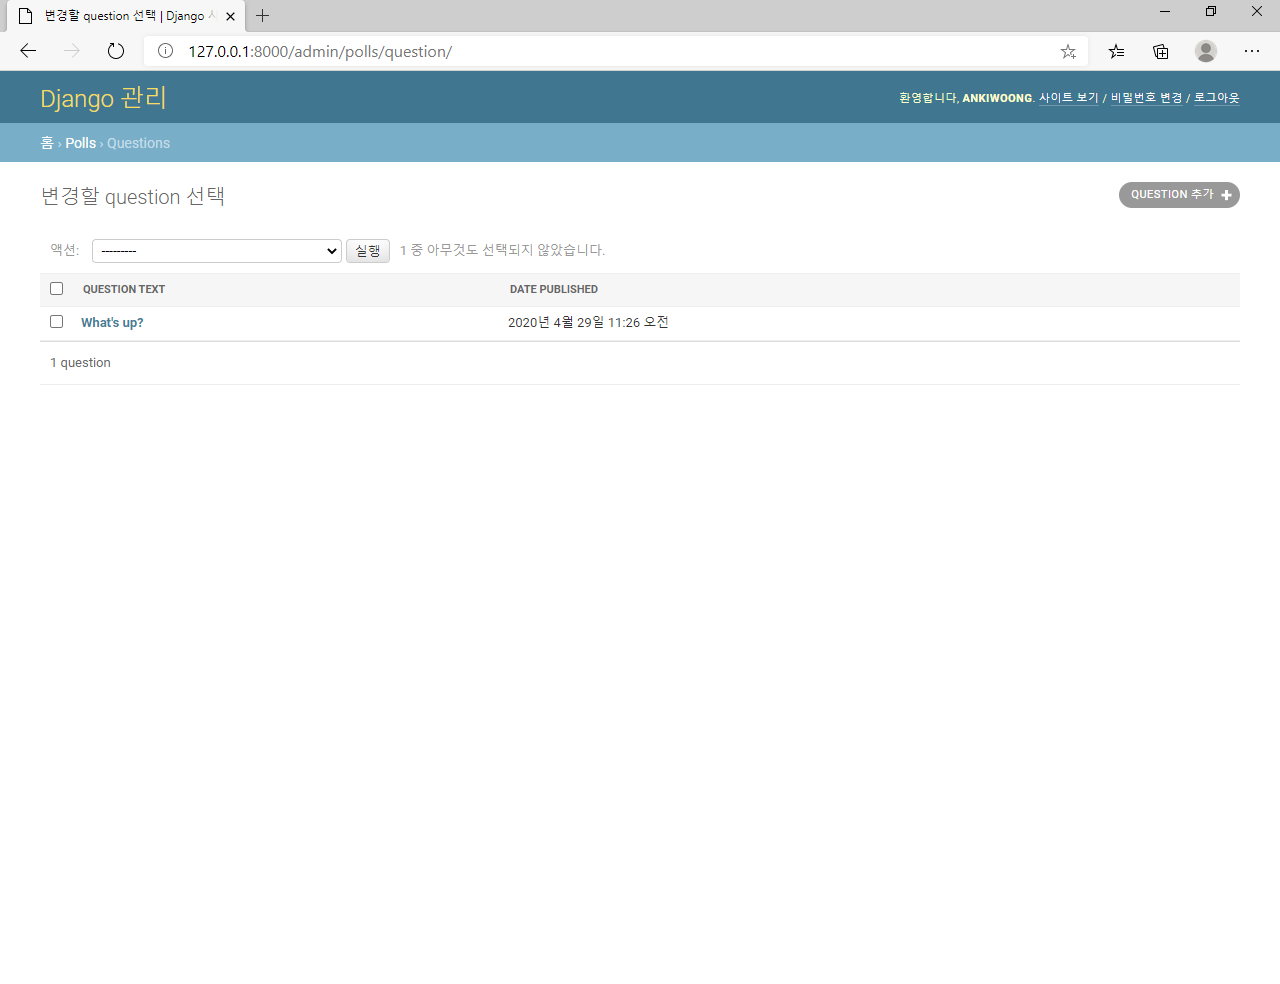 변경할 question 선택 | Django 사
127.0.0.1:8000/admin/polls/question/
Django 관리
환영합니다, ANKIWOONG. 사이트 보기 / 비밀번호 변경 / 로그아웃
홈 › Polls › Questions
변경할 question 선택
QUESTION 추가
액션: --------- 실행 1 중 아무것도 선택되지 않았습니다.
QUESTION TEXT DATE PUBLISHED
What's up? 2020년 4월 29일 11:26 오전
1 question